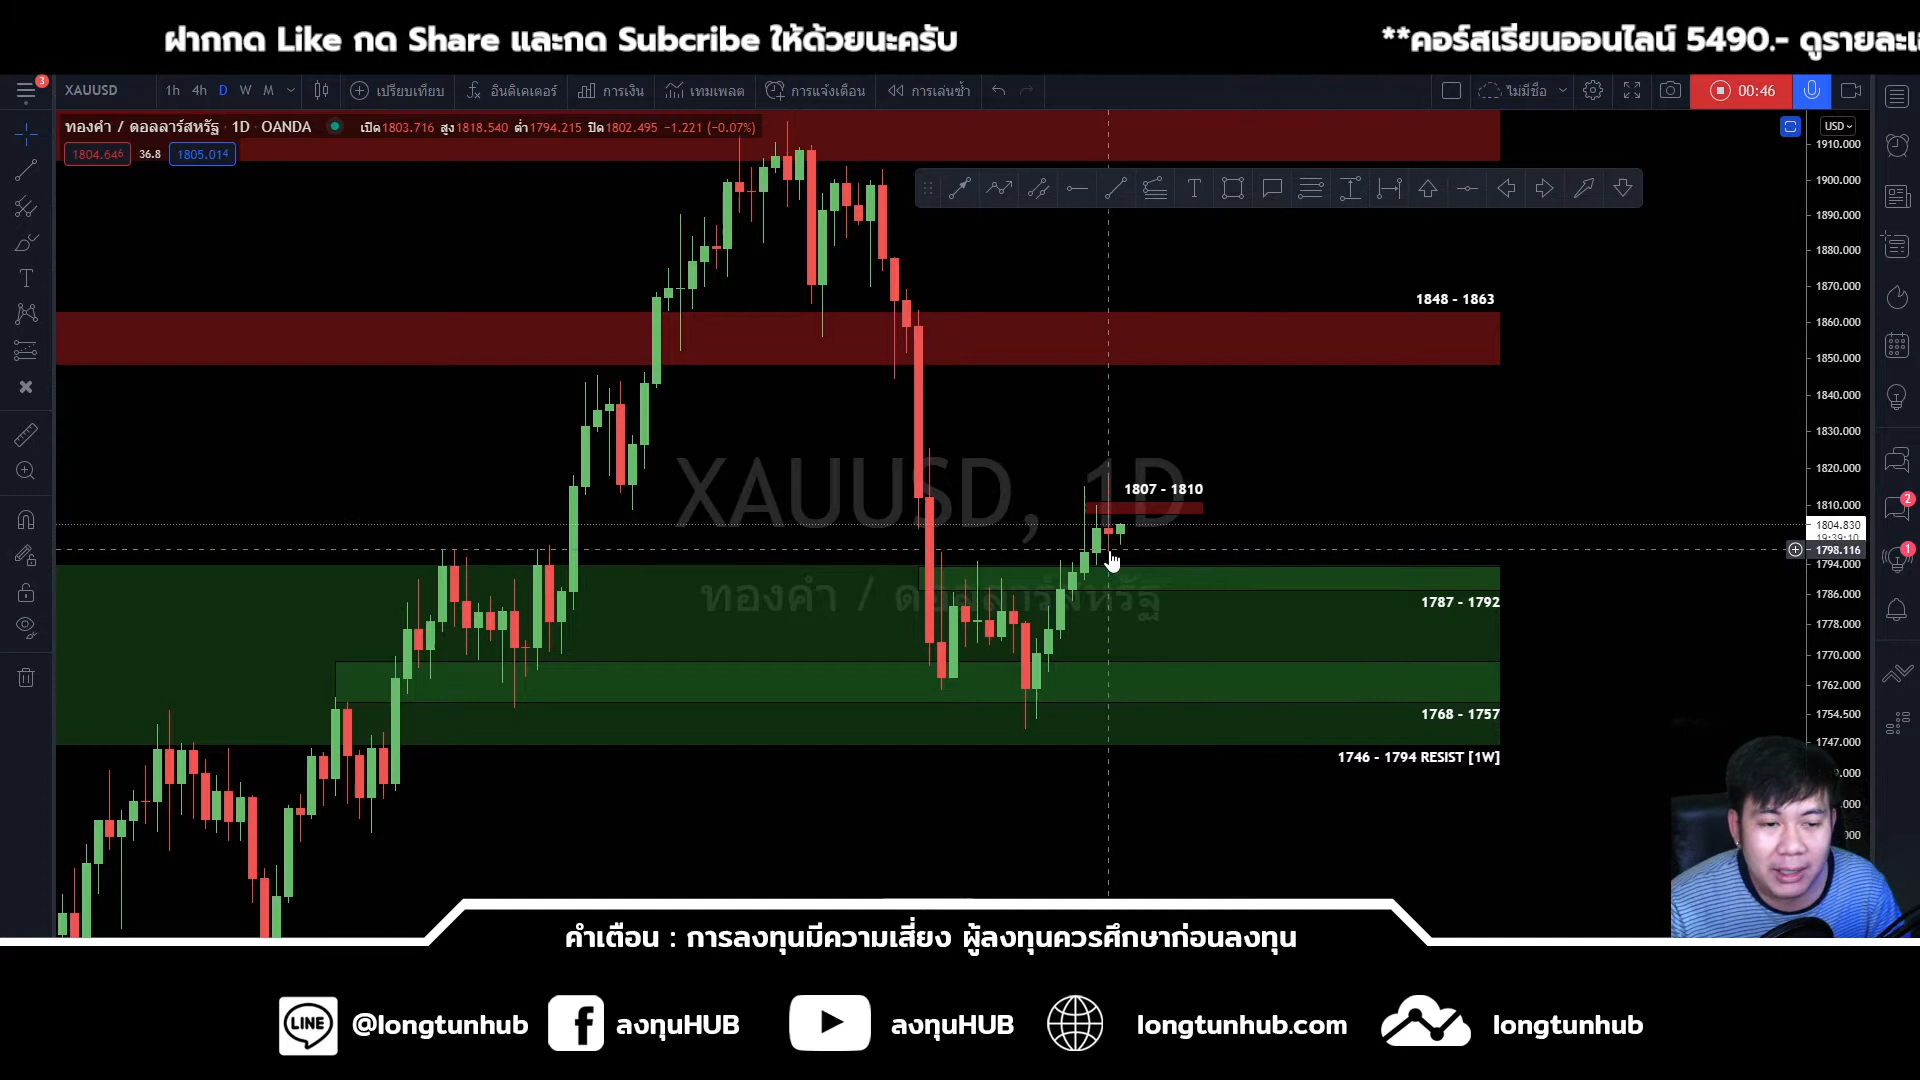 ฝากกด Like กด Share และกด Subcribe ให้ด้วยนะครับ
**คอร์สเรียนออนไลน์ 5490.-
3
XAUUSD 1h 4h D W M เปรียบเทียบ อินดิเคเตอร์ การเงิน เทมเพลต การแจ้งเตือน การเล่นซ้ำ ไม่มีชื่อ 00:46
ทองคำ / ดอลลาร์สหรัฐ · 1D · OANDA เปิด1803.716 สูง1818.540 ต่ำ1794.215 ปิด1802.495 −1.221 (−0.07%)
1804.646 36.8 1805.014
USD
1910.000
1900.000
1890.000
1880.000
1870.000
1860.000
1850.000
1840.000
1830.000
1820.000
1810.000
1804.830
19:39:10
1798.116
1794.000
1786.000
1778.000
1770.000
1762.000
1754.500
1747.000
1848 - 1863
XAUUSD, 1D
ทองคำ / ดอลลาร์สหรัฐ
1807 - 1810
1787 - 1792
1768 - 1757
1746 - 1794 RESIST [1W]
2
1
คำเตือน : การลงทุนมีความเสี่ยง ผู้ลงทุนควรศึกษาก่อนลงทุน
LINE @longtunhub ลงทุนHUB ลงทุนHUB longtunhub.com longtunhub